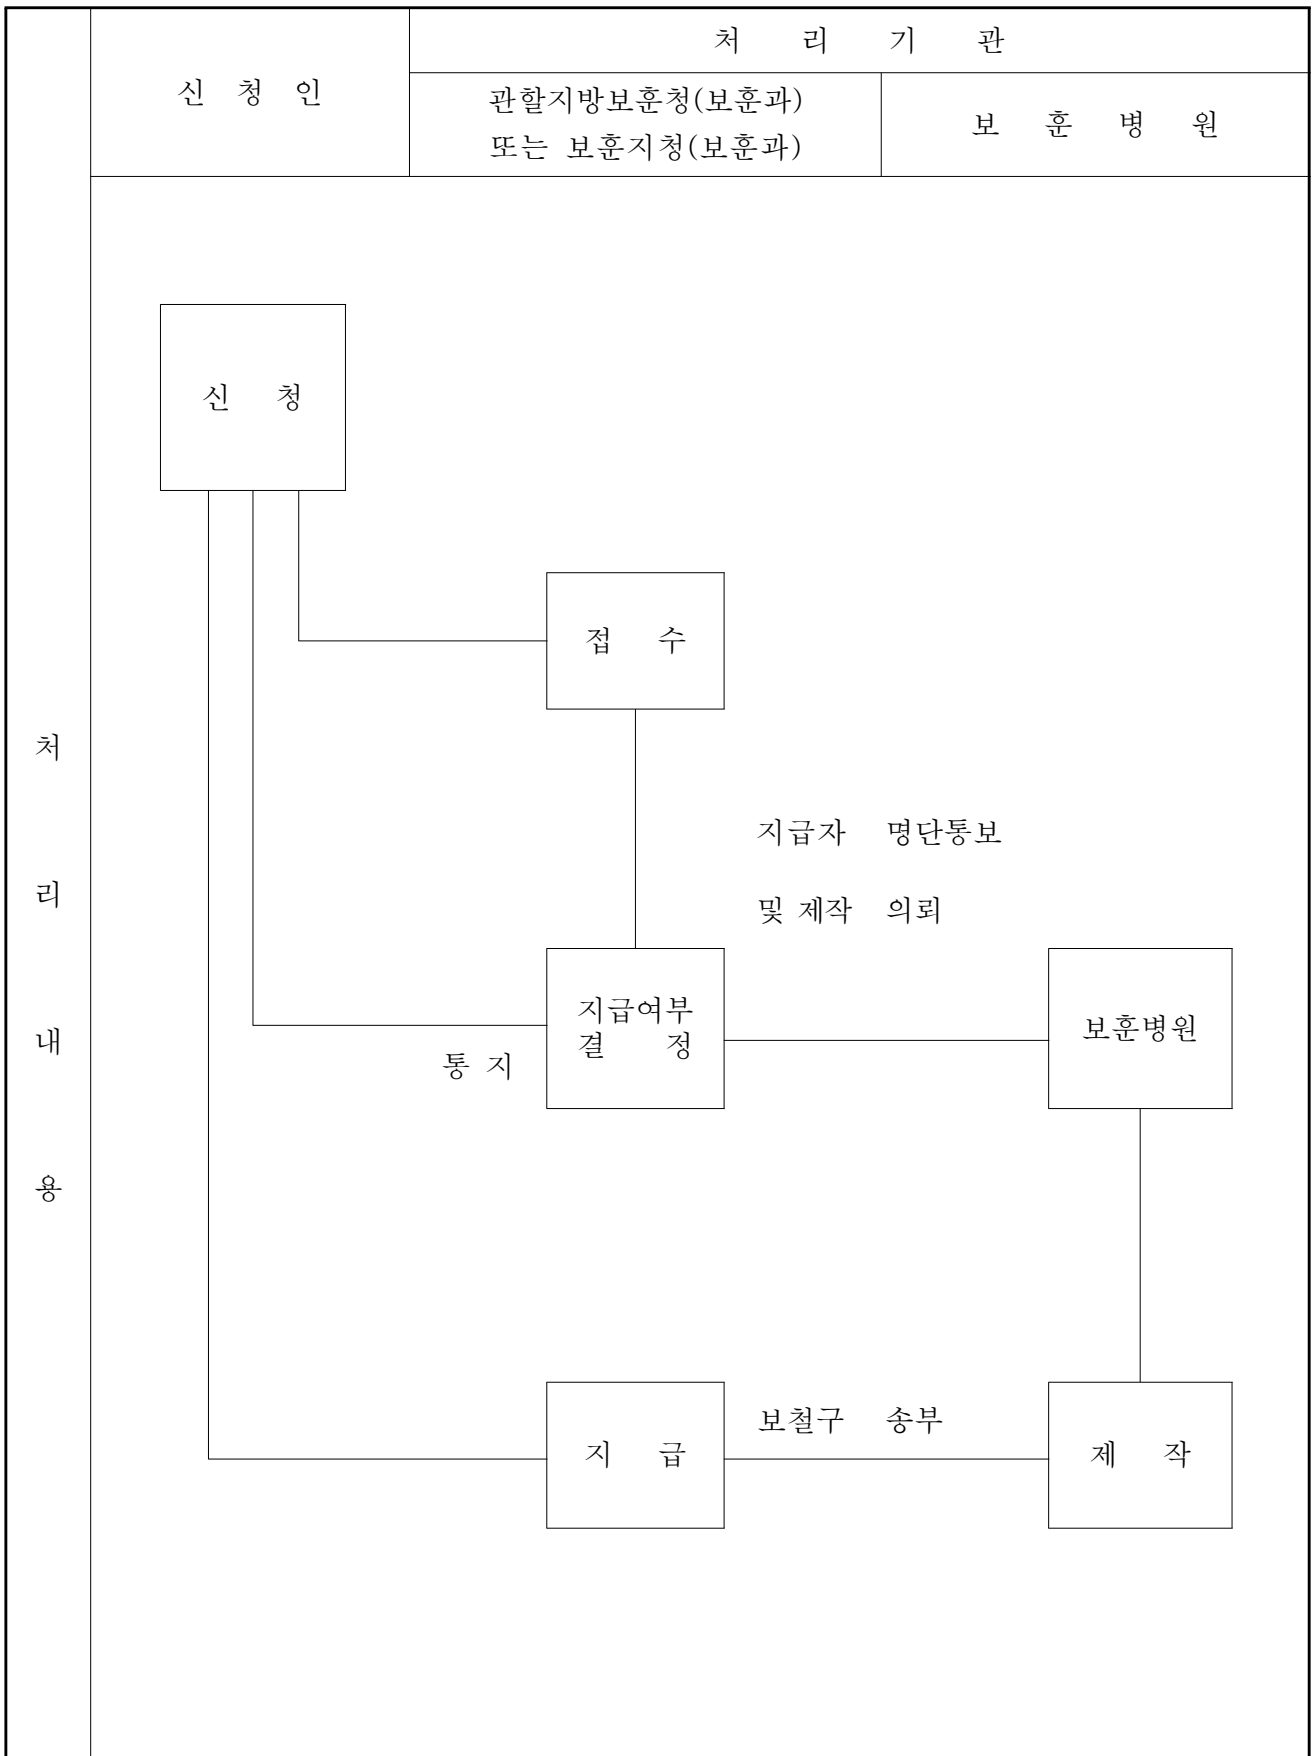 처 리 기 관
신 청 인
관할지방보훈청(보훈과)
또는 보훈지청(보훈과)
보 훈 병 원
처
리
내
용
신 청
접 수
지급자 명단통보
및 제작 의뢰
지급여부
결 정
통 지
보훈병원
지 급
보철구 송부
제 작